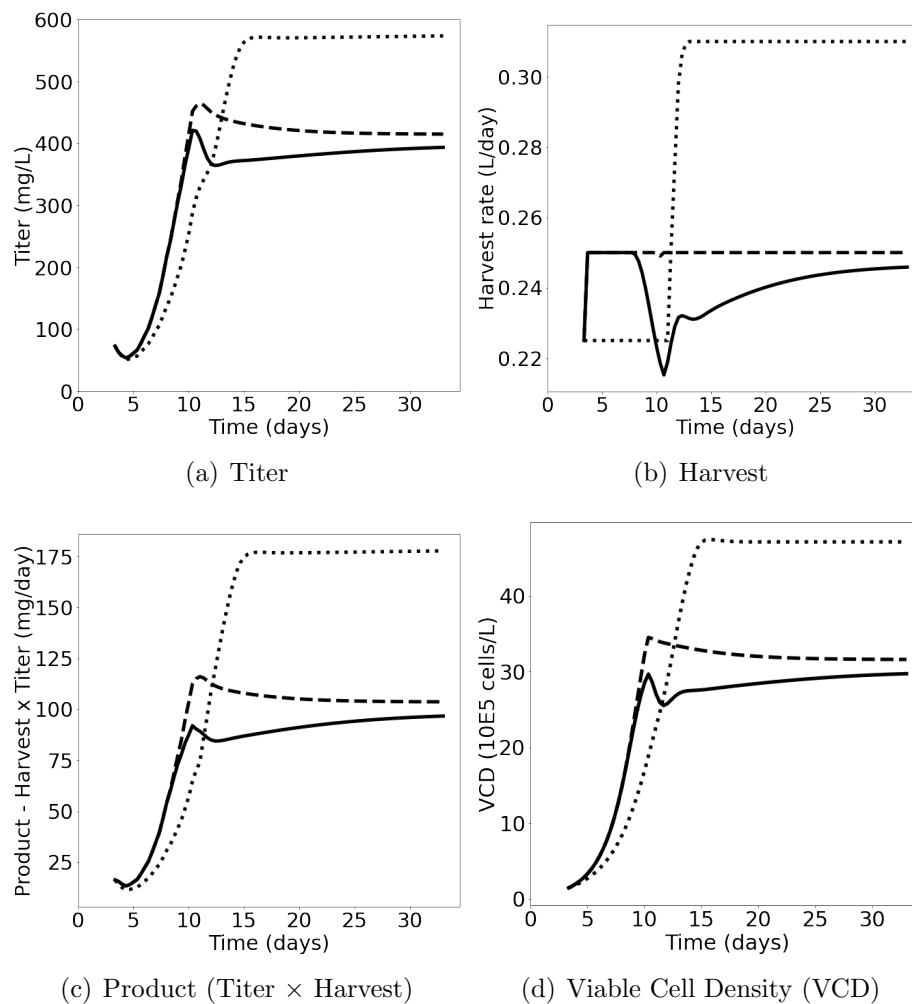 Titer (mg/L)
600
500
400
300
200
100
0
0 5 10 15 20 25 30
Time (days)
(a) Titer
Harvest rate (L/day)
0.30
0.28
0.26
0.24
0.22
0 5 10 15 20 25 30
Time (days)
(b) Harvest
Product - Harvest x Titer (mg/day)
175
150
125
100
75
50
25
0 5 10 15 20 25 30
Time (days)
(c) Product (Titer × Harvest)
VCD (10E5 cells/L)
40
30
20
10
0
0 5 10 15 20 25 30
Time (days)
(d) Viable Cell Density (VCD)